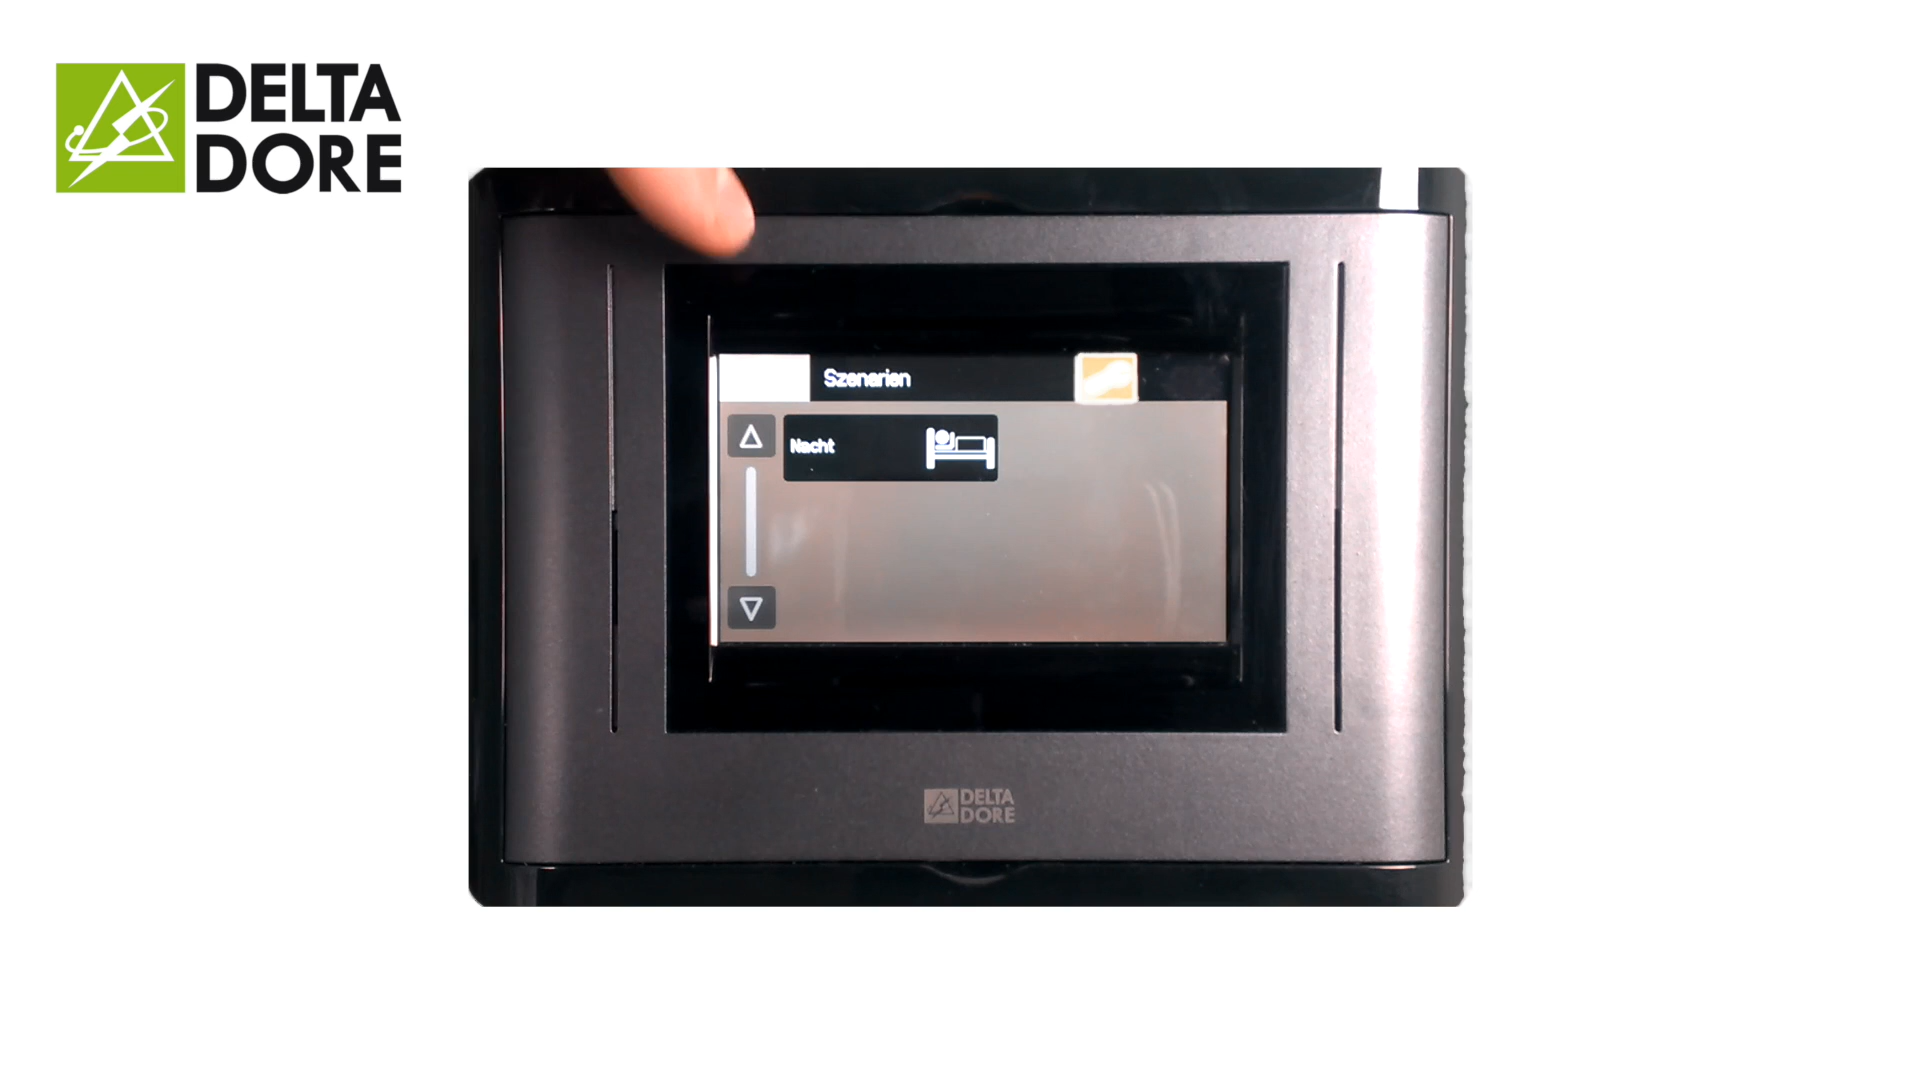 DELTA
DORE
Szenarien
Nacht
DELTA
DORE